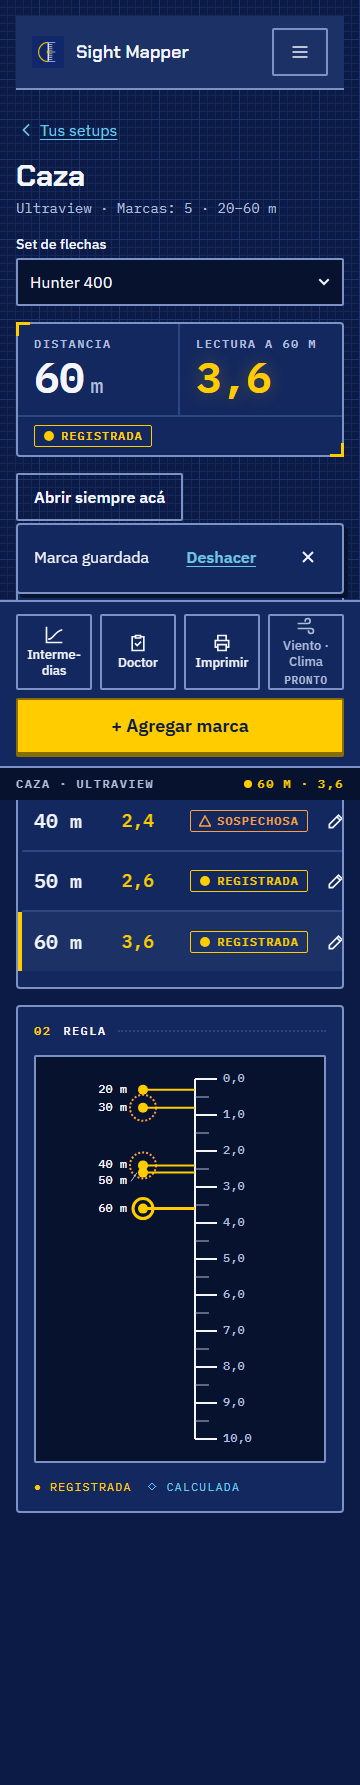 Sight Mapper
Tus setups
Caza
Ultraview · Marcas: 5 · 20–60 m
Set de flechas
Hunter 400
DISTANCIA
LECTURA A 60 M
60 m
3,6
REGISTRADA
Abrir siempre acá
Marca guardada
Deshacer
Interme-
dias
Doctor
Imprimir
Viento ·
Clima
PRONTO
+ Agregar marca
CAZA · ULTRAVIEW
60 M · 3,6
40 m 2,4 SOSPECHOSA
50 m 2,6 REGISTRADA
60 m 3,6 REGISTRADA
02 REGLA
0,0
20 m
30 m
1,0
2,0
40 m
50 m
3,0
60 m
4,0
5,0
6,0
7,0
8,0
9,0
10,0
REGISTRADA
CALCULADA